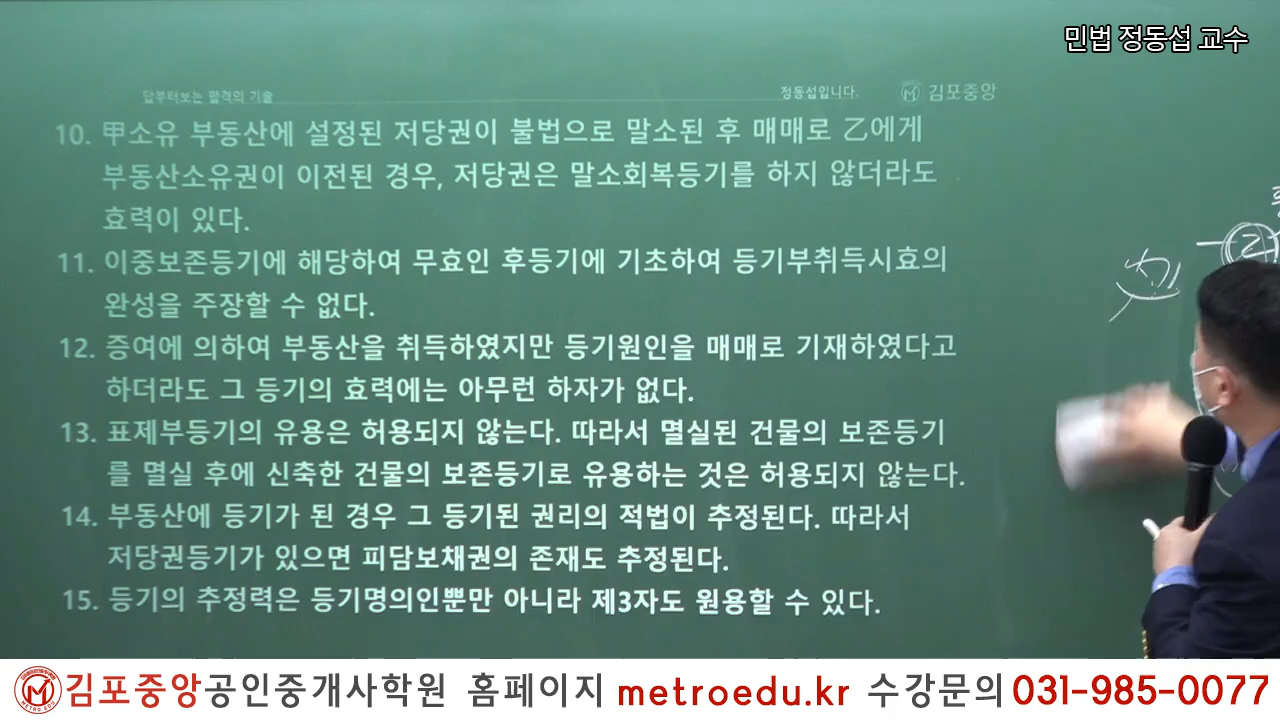 민법 정동섭 교수
답부터보는 합격의 기술
정동섭입니다.
김포중앙
10. 甲소유 부동산에 설정된 저당권이 불법으로 말소된 후 매매로 乙에게
부동산소유권이 이전된 경우, 저당권은 말소회복등기를 하지 않더라도
효력이 있다.
11. 이중보존등기에 해당하여 무효인 후등기에 기초하여 등기부취득시효의
완성을 주장할 수 없다.
12. 증여에 의하여 부동산을 취득하였지만 등기원인을 매매로 기재하였다고
하더라도 그 등기의 효력에는 아무런 하자가 없다.
13. 표제부등기의 유용은 허용되지 않는다. 따라서 멸실된 건물의 보존등기
를 멸실 후에 신축한 건물의 보존등기로 유용하는 것은 허용되지 않는다.
14. 부동산에 등기가 된 경우 그 등기된 권리의 적법이 추정된다. 따라서
저당권등기가 있으면 피담보채권의 존재도 추정된다.
15. 등기의 추정력은 등기명의인뿐만 아니라 제3자도 원용할 수 있다.
METRO EDU
김포중앙공인중개사학원 홈페이지 metroedu.kr 수강문의 031-985-0077